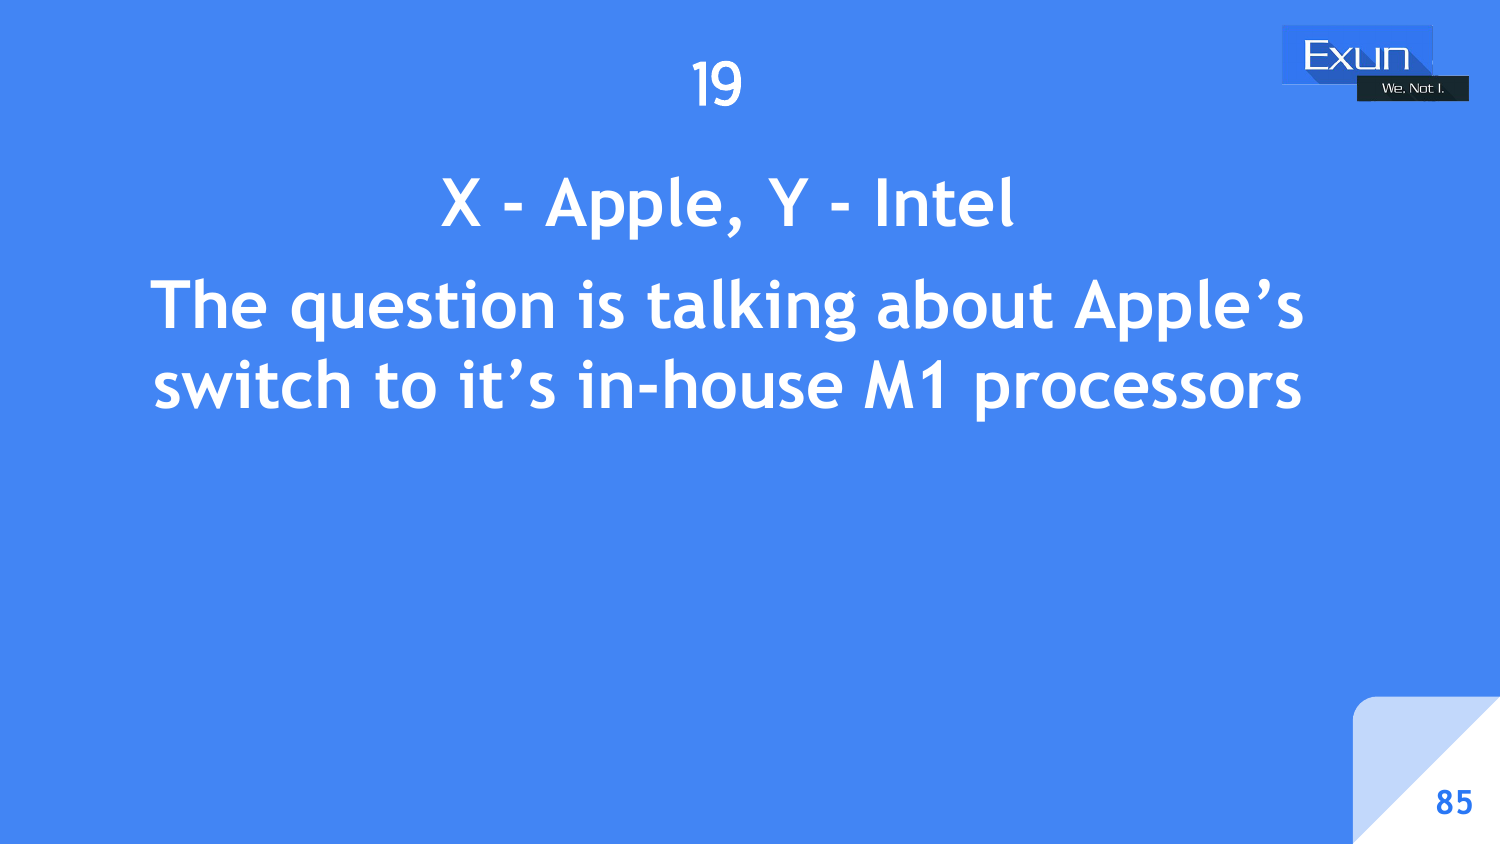 19
Exun
We, Not I.
X - Apple, Y - Intel
The question is talking about Apple’s
switch to it’s in-house M1 processors
85